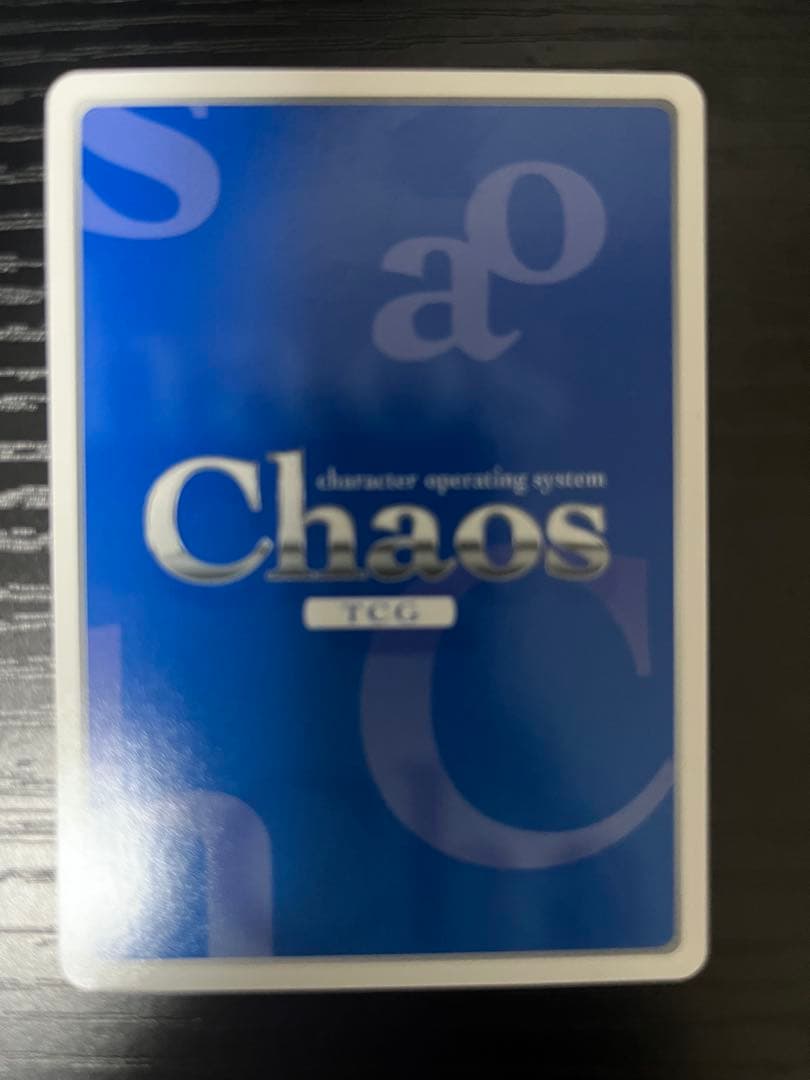 s
o
a
character operating system
Chaos
TCG
C
h